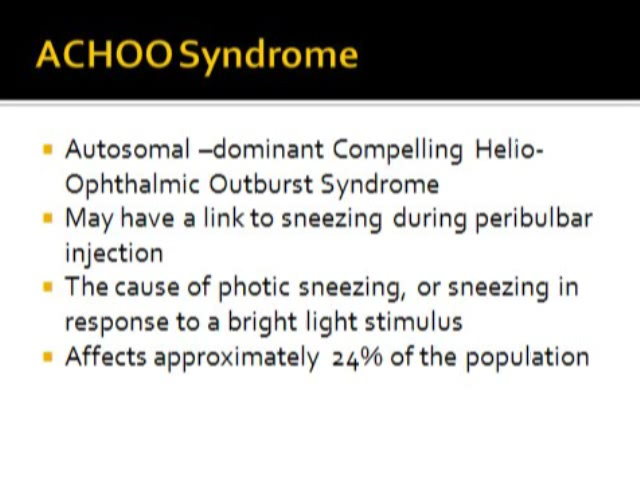 ACHOO Syndrome
Autosomal –dominant Compelling Helio-
Ophthalmic Outburst Syndrome
May have a link to sneezing during peribulbar
injection
The cause of photic sneezing, or sneezing in
response to a bright light stimulus
Affects approximately 24% of the population